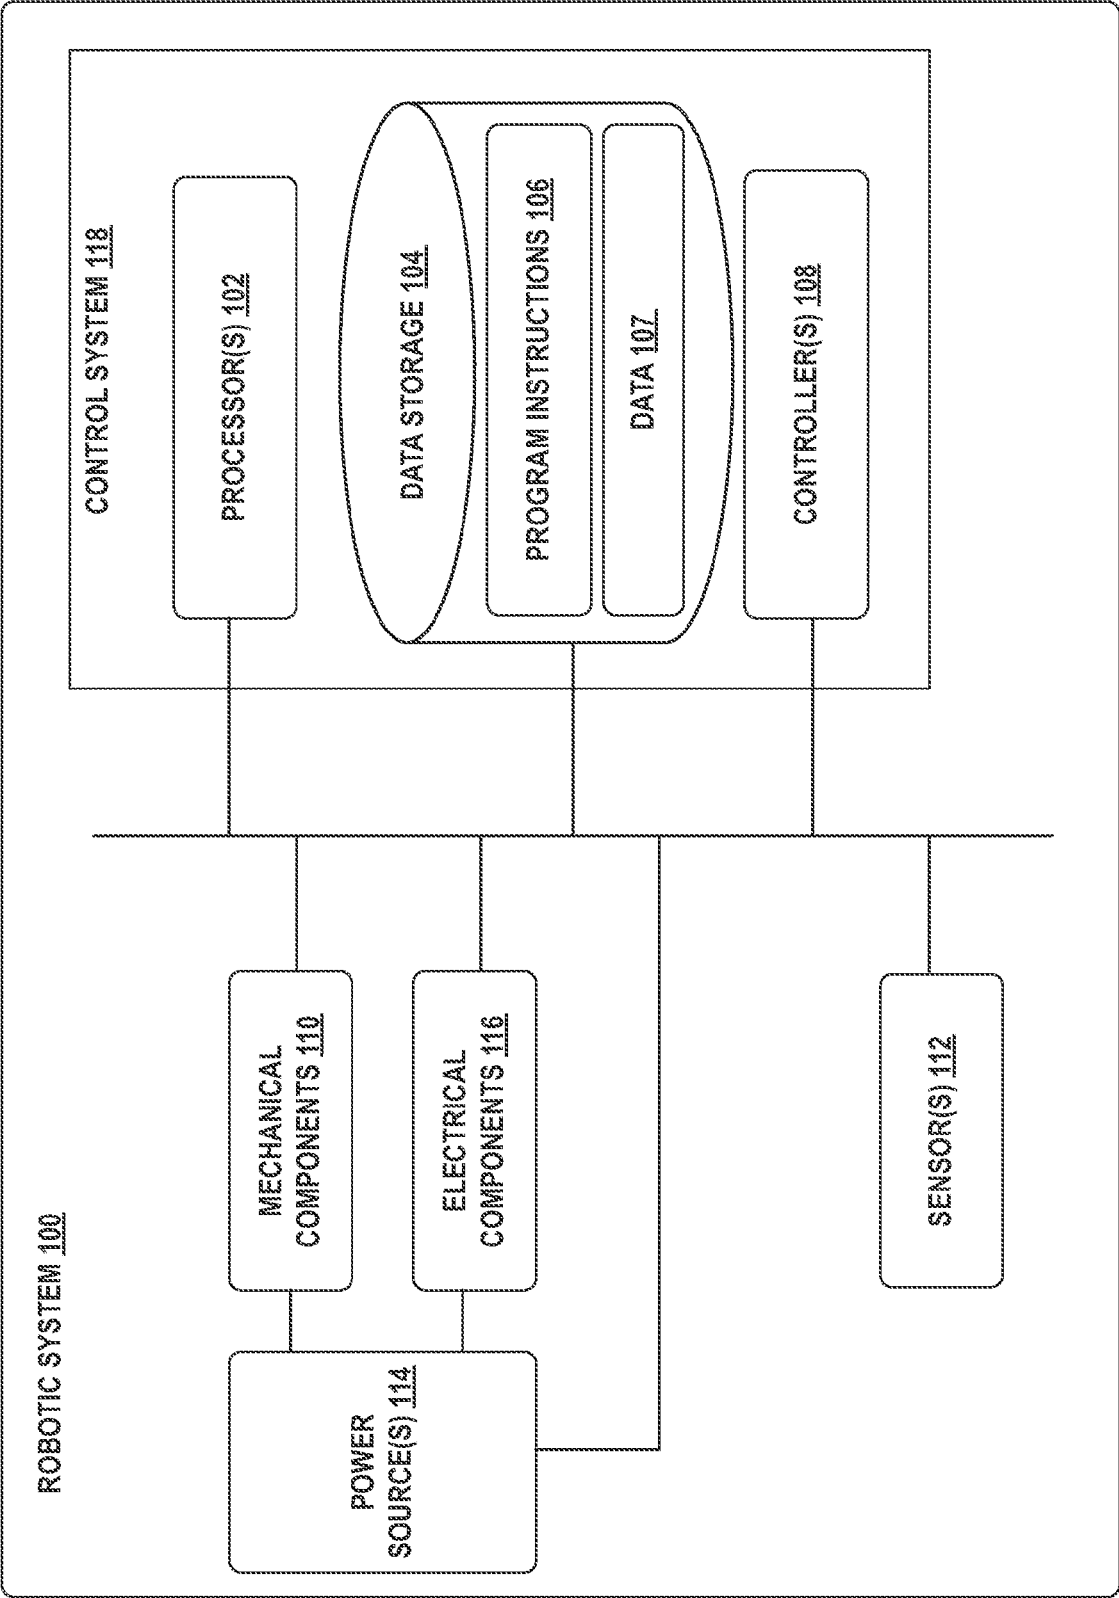 ROBOTIC SYSTEM 100
CONTROL SYSTEM 118
POWER
SOURCE(S) 114
MECHANICAL
COMPONENTS 110
ELECTRICAL
COMPONENTS 116
SENSOR(S) 112
PROCESSOR(S) 102
DATA STORAGE 104
PROGRAM INSTRUCTIONS 106
DATA 107
CONTROLLER(S) 108